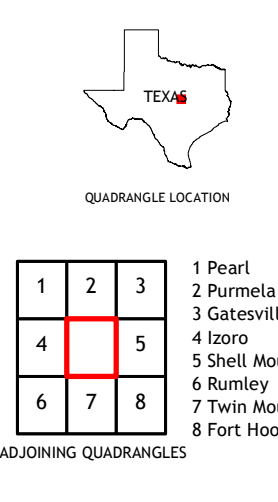 TEXAS
QUADRANGLE LOCATION
1 2 3
4 5
6 7 8
1 Pearl
2 Purmela
3 Gatesvill
4 Izoro
5 Shell Mou
6 Rumley
7 Twin Mou
8 Fort Hoo
ADJOINING QUADRANGLES